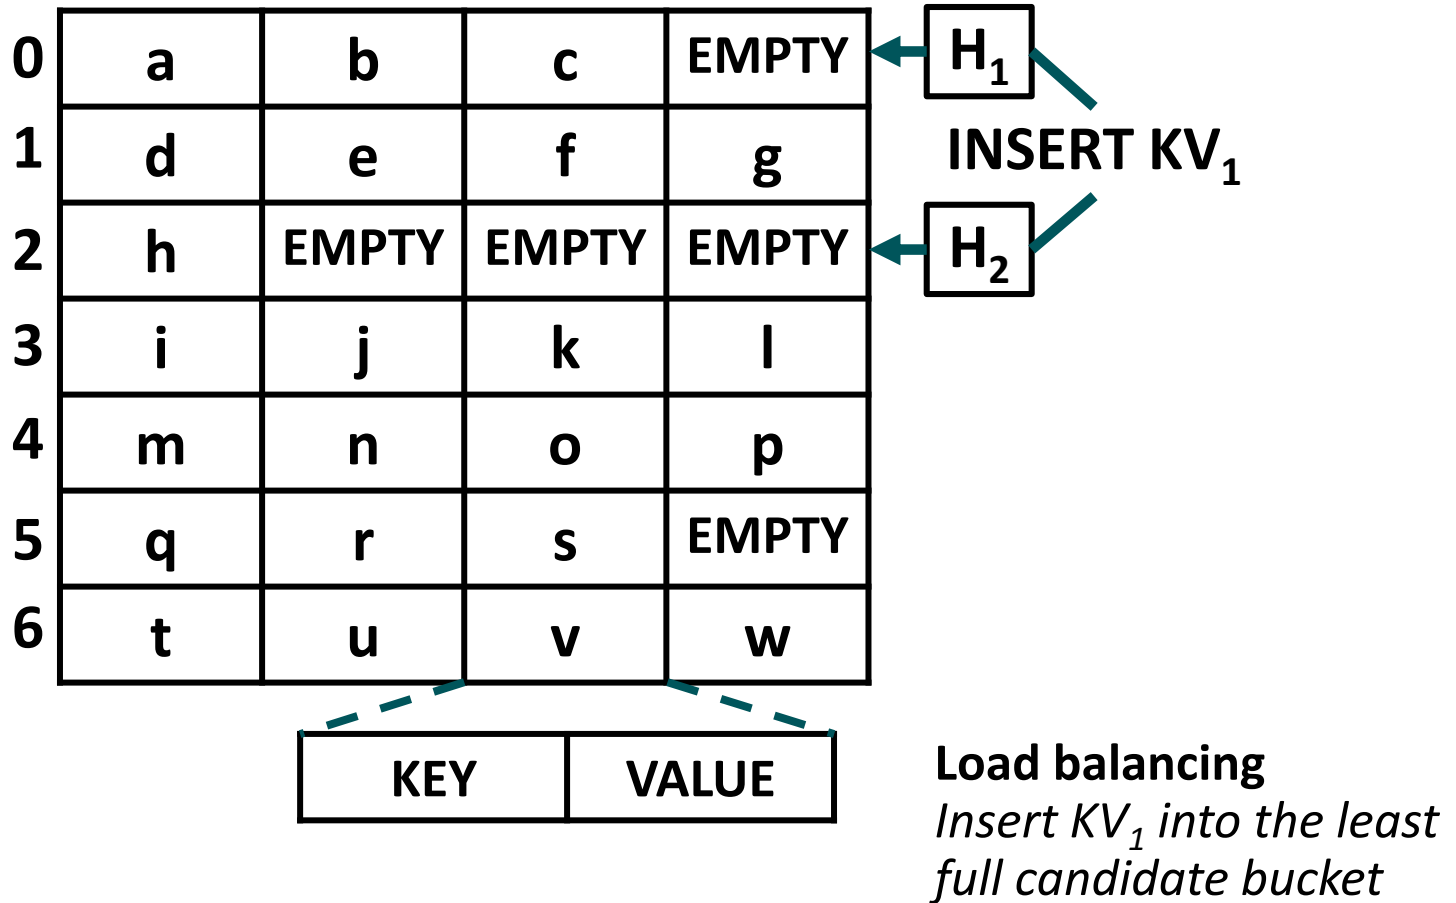 0 a b c EMPTY H1
1 d e f g INSERT KV1
2 h EMPTY EMPTY EMPTY H2
3 i j k l
4 m n o p
5 q r s EMPTY
6 t u v w
KEY VALUE
Load balancing
Insert KV1 into the least
full candidate bucket